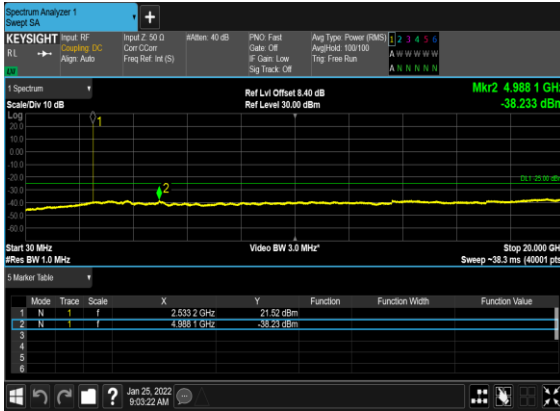 Spectrum Analyzer 1
Swept SA
+
KEYSIGHT Input: RF Input Z: 50 Ω #Atten: 40 dB PNO: Fast Avg Type: Power (RMS) 1 2 3 4 5 6
RL Coupling: DC Corr CCorr Gate: Off Avg|Hold: 100/100 A W W W W W
Align: Auto Freq Ref: Int (S) IF Gain: Low Trig: Free Run
Sig Track: Off A N N N N N
1 Spectrum Ref Lvl Offset 8.40 dB Mkr2 4.988 1 GHz
Scale/Div 10 dB Ref Level 30.00 dBm -38.233 dBm
Log
20.0
10.0
0.00
-10.0
-20.0
-30.0
-40.0
-50.0
-60.0
1
2
DL1 -25.00 dBm
Start 30 MHz Video BW 3.0 MHz* Stop 20.000 GH
#Res BW 1.0 MHz Sweep ~38.3 ms (40001 pts
5 Marker Table
Mode Trace Scale X Y Function Function Width Function Value
1 N 1 f 2.533 2 GHz 21.52 dBm
2 N 1 f 4.988 1 GHz -38.23 dBm
3
4
5
6
? Jan 25, 2022
9:03:22 AM